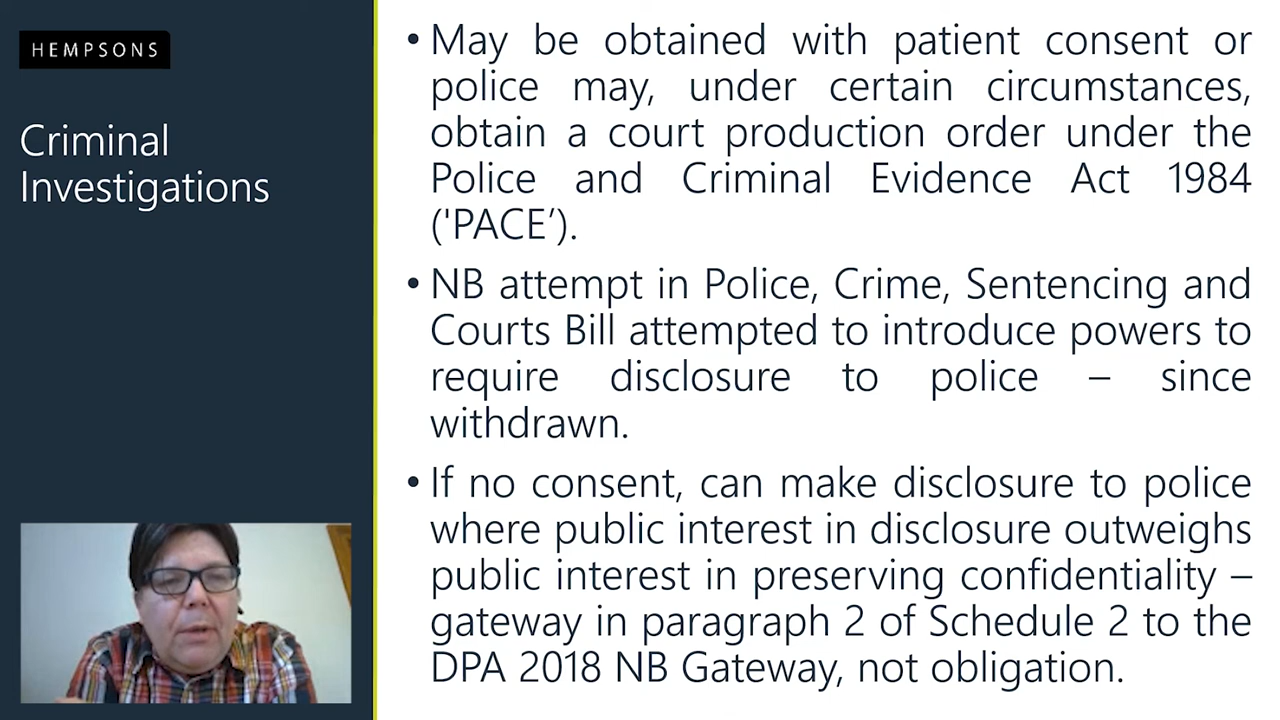 HEMPSONS
Criminal
Investigations
• May be obtained with patient consent or
police may, under certain circumstances,
obtain a court production order under the
Police and Criminal Evidence Act 1984
('PACE’).
• NB attempt in Police, Crime, Sentencing and
Courts Bill attempted to introduce powers to
require disclosure to police – since
withdrawn.
• If no consent, can make disclosure to police
where public interest in disclosure outweighs
public interest in preserving confidentiality –
gateway in paragraph 2 of Schedule 2 to the
DPA 2018 NB Gateway, not obligation.